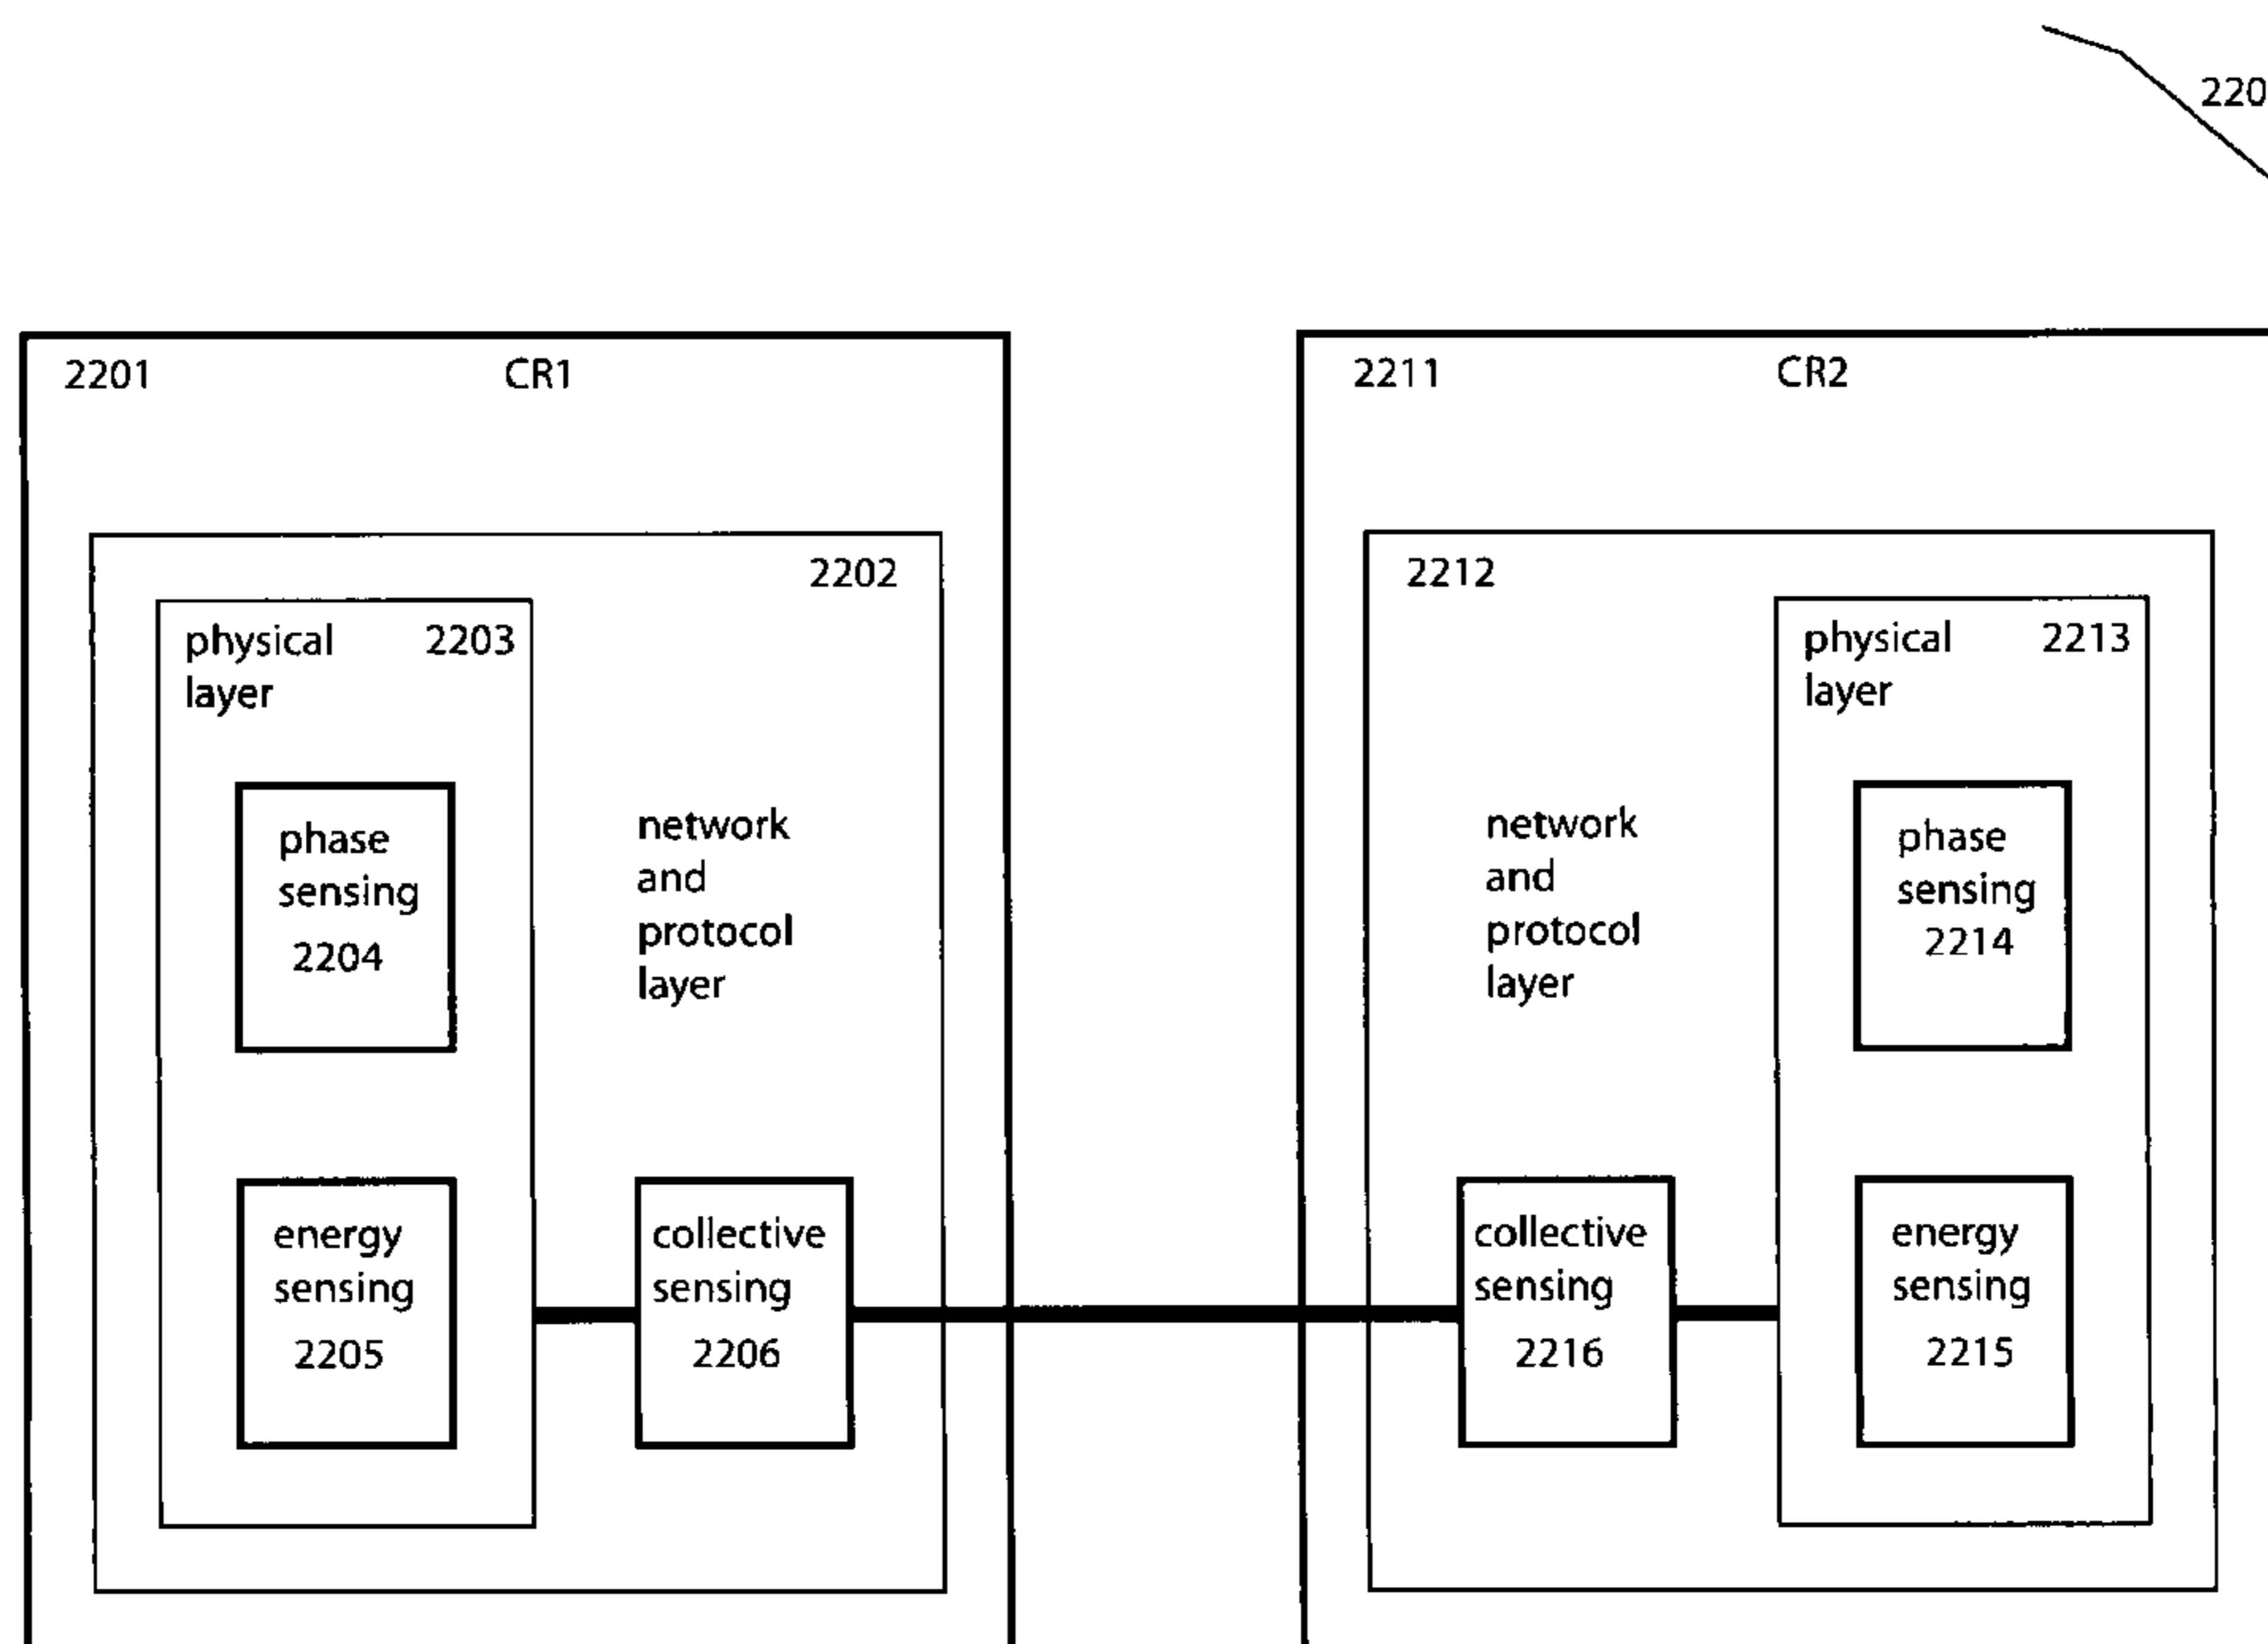 220
2201 CR1
2202
physical 2203
layer
phase
sensing
2204
network
and
protocol
layer
energy
sensing
2205
collective
sensing
2206
2211 CR2
2212
physical 2213
layer
network
and
protocol
layer
phase
sensing
2214
collective
sensing
2216
energy
sensing
2215